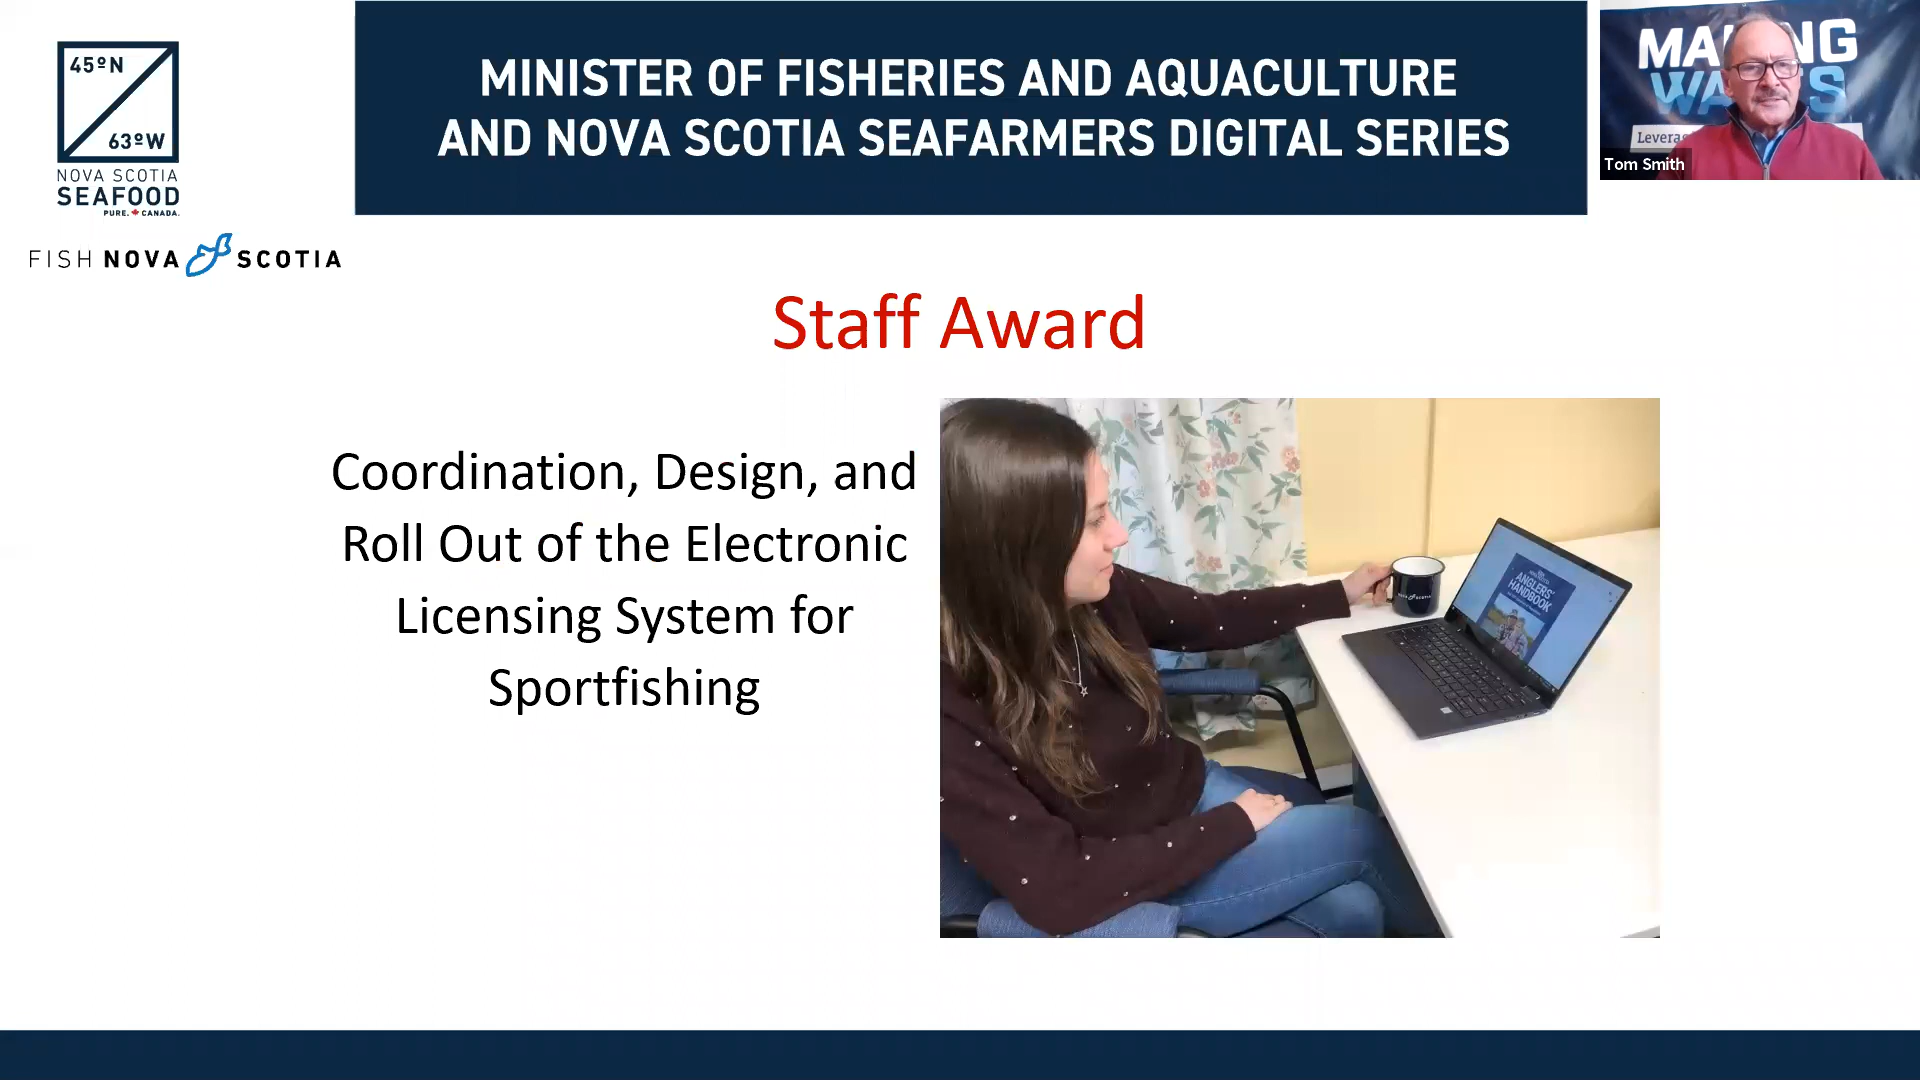 45ºN
63ºW
NOVA SCOTIA
SEAFOOD
PURE. CANADA.
FISH NOVA SCOTIA
MINISTER OF FISHERIES AND AQUACULTURE
AND NOVA SCOTIA SEAFARMERS DIGITAL SERIES
Tom Smith
Staff Award
Coordination, Design, and
Roll Out of the Electronic
Licensing System for
Sportfishing
ANGLERS'
HANDBOOK